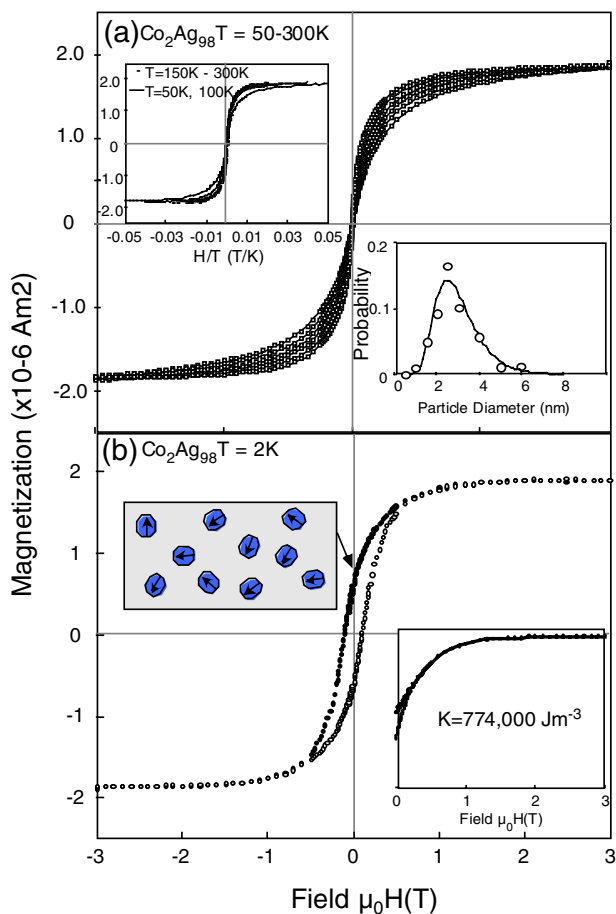 (a) Co₂Ag₉₈T = 50-300K
T=150K - 300K
T=50K, 100K
2.0
1.0
0
-1.0
-2.0
2.0
1.0
0
1.0
2.0
-0.05 -0.03 -0.01 0.01 0.03 0.05
H/T (T/K)
0.2
0.1
0
Probability
0 2 4 6 8
Particle Diameter (nm)
Magnetization (x10-6 Am2)
(b) Co₂Ag₉₈T = 2K
2
1
0
-1
-2
K=774,000 Jm⁻³
0 1 2 3
Field μ₀H(T)
-3 -2 -1 0 1 2 3
Field μ₀H(T)